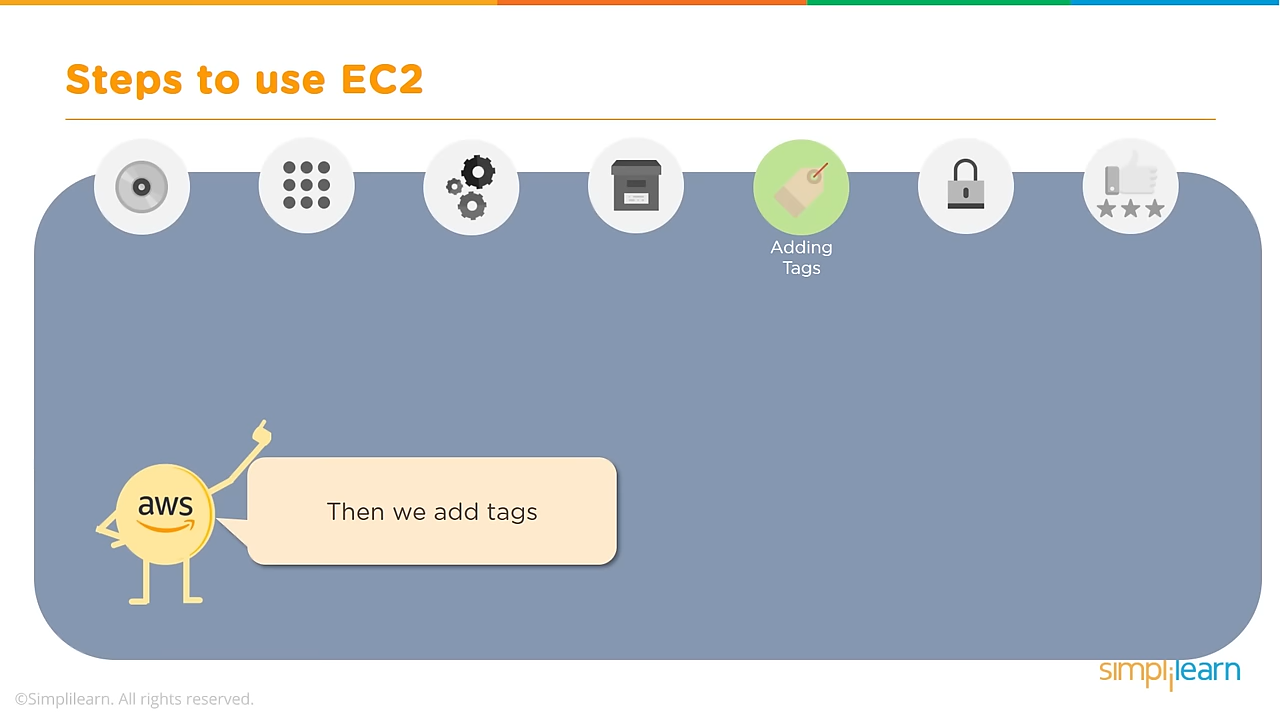 Steps to use EC2
Adding
Tags
aws
Then we add tags
simplilearn
©Simplilearn. All rights reserved.